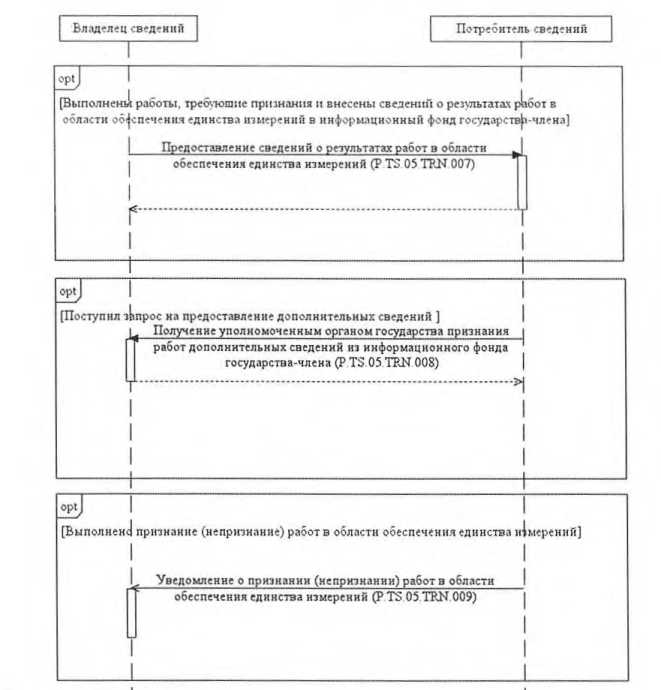 Владелец сведений
Потребитель сведений
opt
[Выполнены работы, требующие признания и внесены сведений о результатах работ в
области обеспечения единства измерений в информационный фонд государства-члена]
Предоставление сведений о результатах работ в области
обеспечения единства измерений (P.TS.05.TRN.007)
opt
[Поступил запрос на предоставление дополнительных сведений ]
Получение уполномоченным органом государства признания
работ дополнительных сведений из информационного фонда
государства-члена (P.TS.05.TRN.008)
opt
[Выполнено признание (непризнание) работ в области обеспечения единства измерений]
Уведомление о признании (непризнании) работ в области
обеспечения единства измерений (P.TS.05.TRN.009)